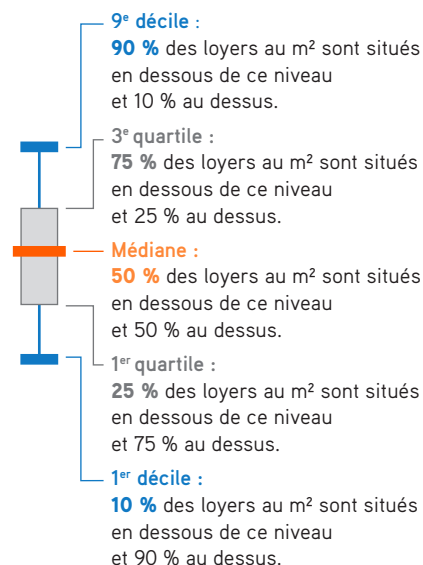 9e décile :
90 % des loyers au m² sont situés
en dessous de ce niveau
et 10 % au dessus.
3e quartile :
75 % des loyers au m² sont situés
en dessous de ce niveau
et 25 % au dessus.
Médiane :
50 % des loyers au m² sont situés
en dessous de ce niveau
et 50 % au dessus.
1er quartile :
25 % des loyers au m² sont situés
en dessous de ce niveau
et 75 % au dessus.
1er décile :
10 % des loyers au m² sont situés
en dessous de ce niveau
et 90 % au dessus.